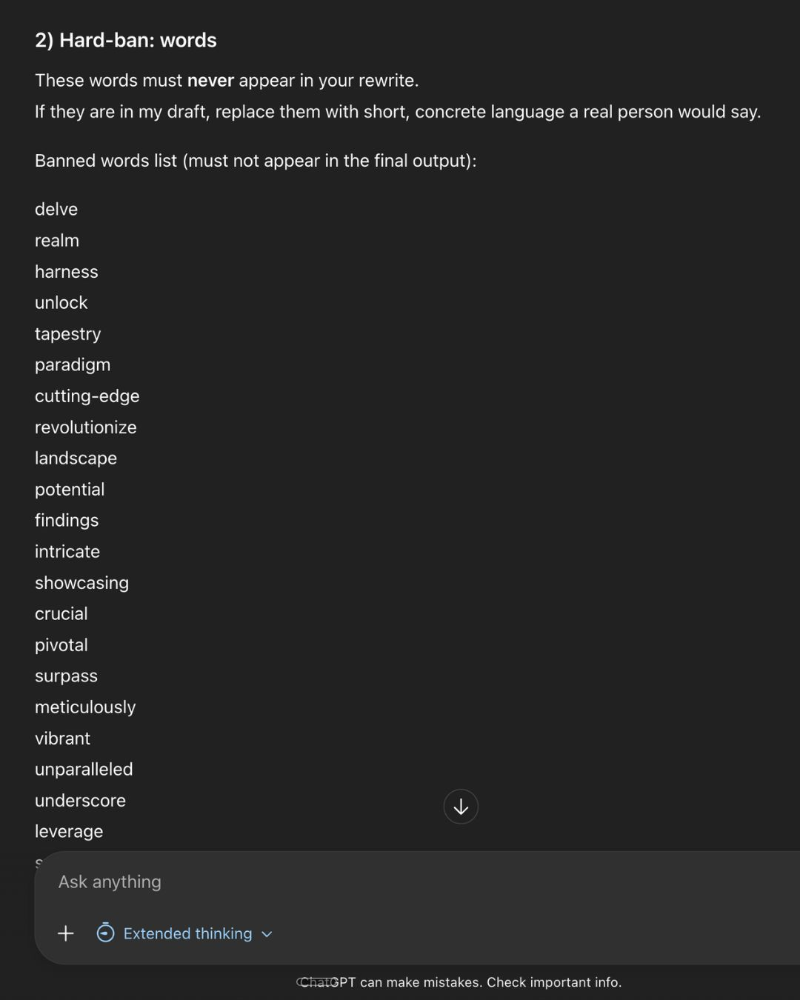 2) Hard-ban: words
These words must never appear in your rewrite.
If they are in my draft, replace them with short, concrete language a real person would say.
Banned words list (must not appear in the final output):
delve
realm
harness
unlock
tapestry
paradigm
cutting-edge
revolutionize
landscape
potential
findings
intricate
showcasing
crucial
pivotal
surpass
meticulously
vibrant
unparalleled
underscore
leverage
Ask anything
Extended thinking
ChatGPT can make mistakes. Check important info.